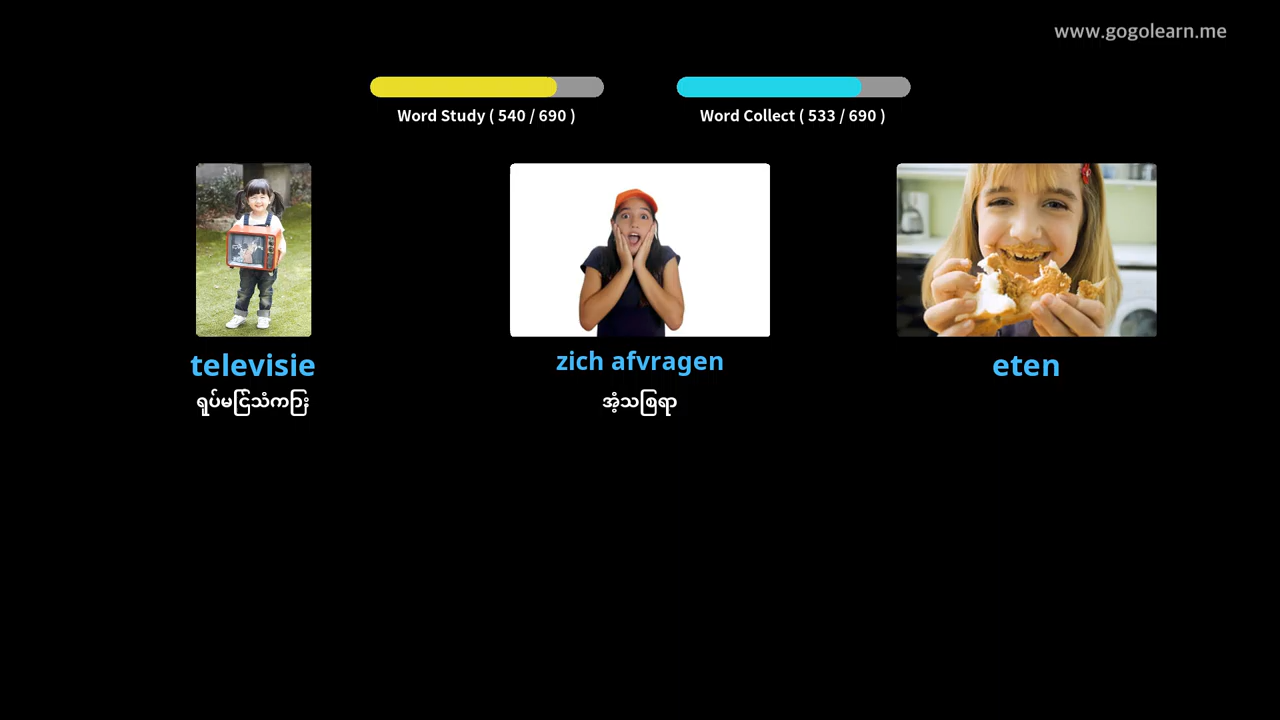 www.gogolearn.me
Word Study ( 540 / 690 )
Word Collect ( 533 / 690 )
televisie
zich afvragen
eten
ရုပ်မြင်သံကြား
အံ့သစြရာ